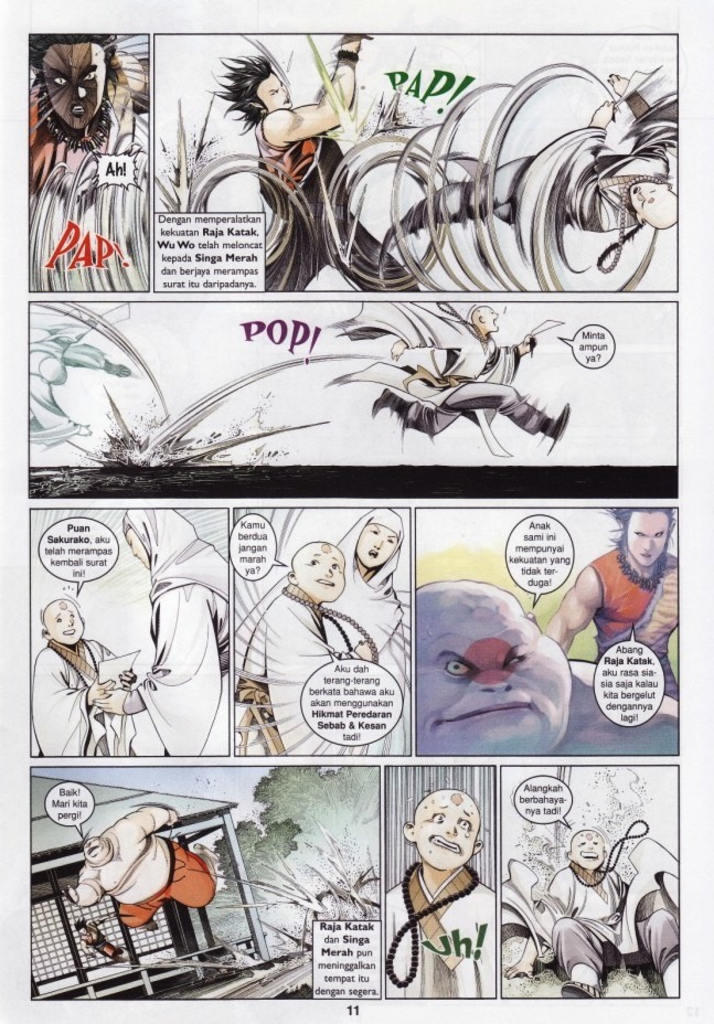 Ah!
PAP!
PAP!
Dengan memperalatkan
kekuatan Raja Katak,
Wu Wo telah meloncat
kepada Singa Merah
dan berjaya merampas
surat itu daripadanya.
POP!
Minta
ampun
ya?
Puan
Sakurako, aku
telah merampas
kembali surat
ini!
Kamu
berdua
jangan
marah
ya?
Aku
terang-terang
berkata bahawa aku
akan menggunakan
Hikmat Peredaran
Sebab & Kesan
tadi!
Anak
sami ini
mempunyai
kekuatan yang
tidak ter-
duga!
Abang
Raja Katak,
aku rasa sia-
sia saja kalau
kita bergelut
dengannya
lagi!
Baik!
Mari kita
pergi!
Raja Katak
dan Singa
Merah pun
meninggalkan
tempat itu
dengan segera.
Uh!
Alangkah
berbahaya-
nya tadi!
11